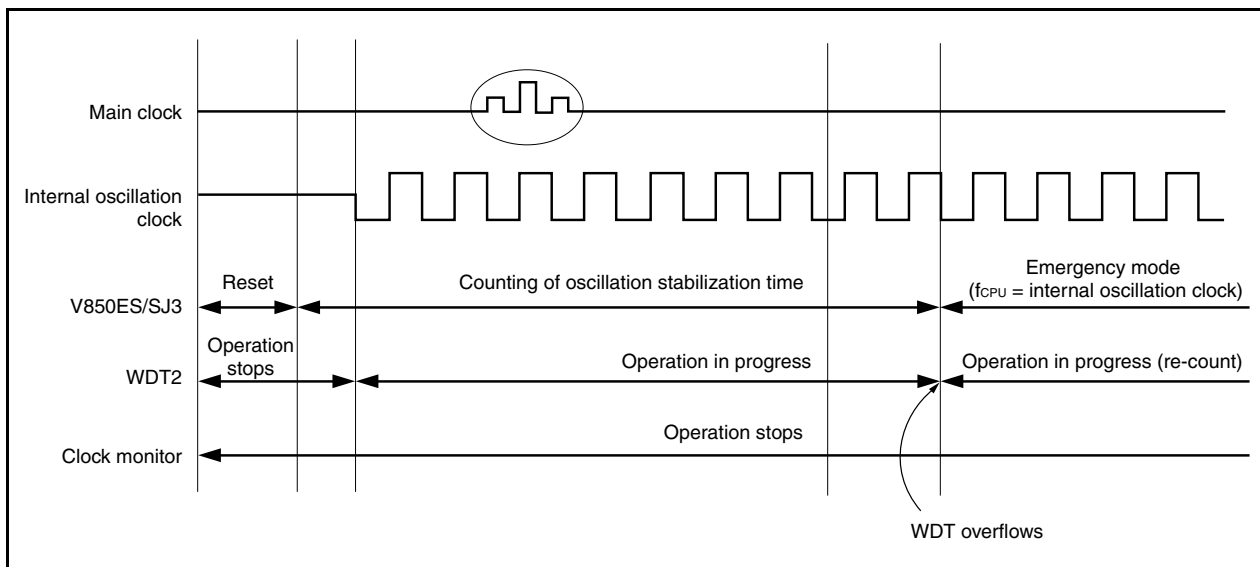 Main clock
Internal oscillation
clock
Reset
Counting of oscillation stabilization time
Emergency mode
(fCPU = internal oscillation clock)
V850ES/SJ3
Operation
stops
Operation in progress
Operation in progress (re-count)
WDT2
Operation stops
Clock monitor
WDT overflows